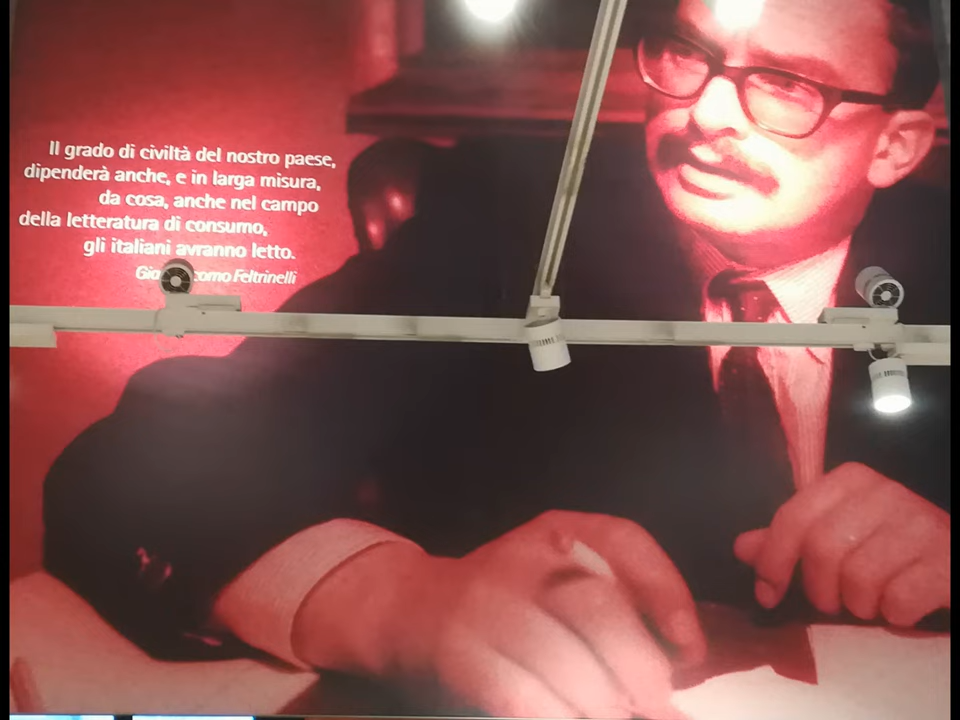 Il grado di civiltà del nostro paese,
dipenderà anche, e in larga misura,
da cosa, anche nel campo
della letteratura di consumo,
gli italiani avranno letto.
Giangiacomo Feltrinelli